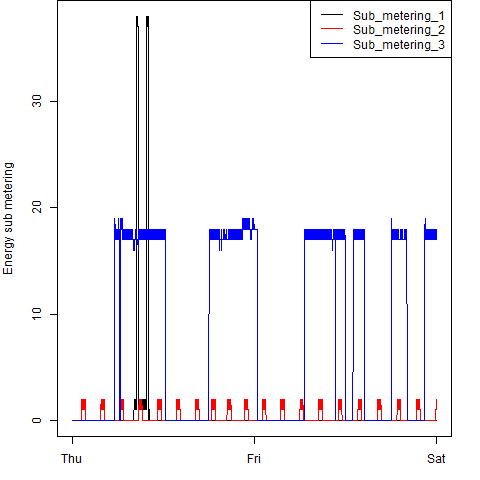 Sub_metering_1
Sub_metering_2
Sub_metering_3
Energy sub metering
30
20
10
0
Thu Fri Sat